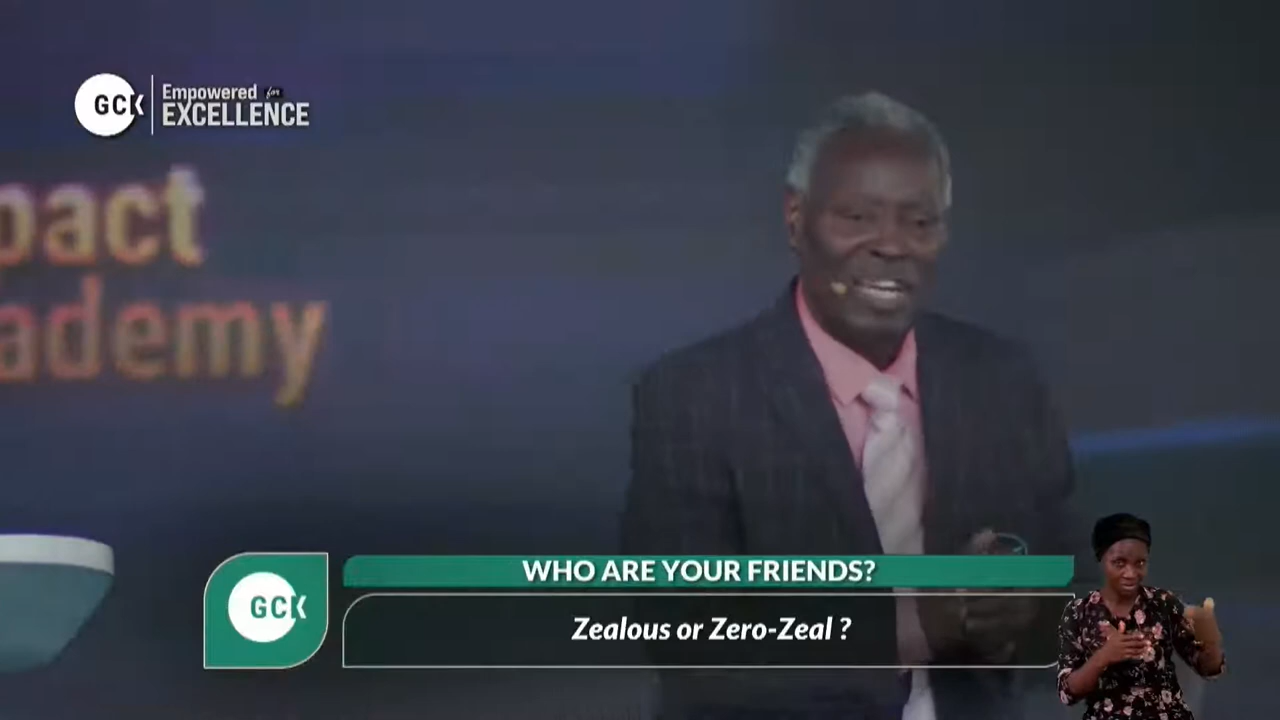 GCK
Empowered for
EXCELLENCE
pact
ademy
WHO ARE YOUR FRIENDS?
GCK
Zealous or Zero-Zeal ?